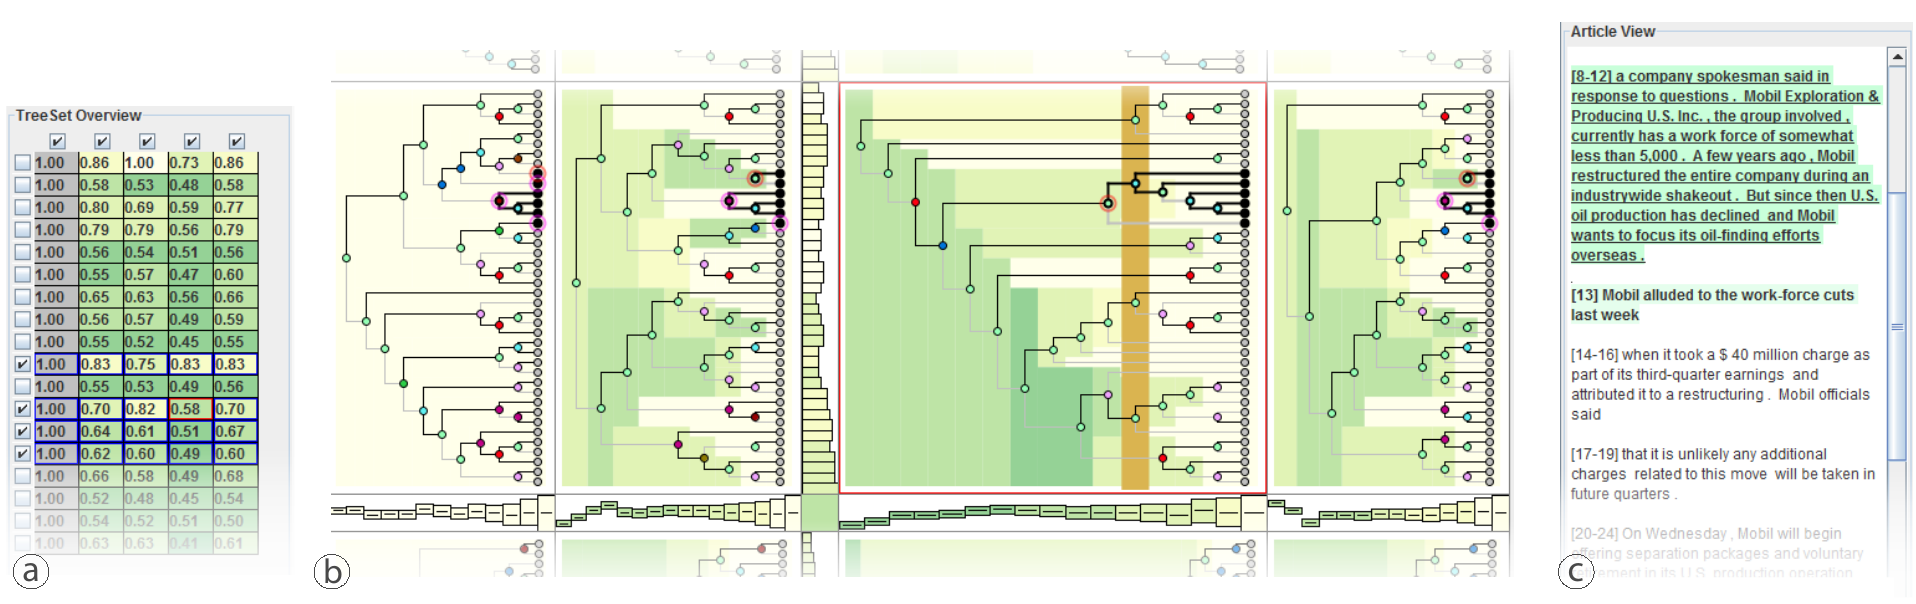 TreeSet Overview
1.00 0.86 1.00 0.73 0.86
1.00 0.58 0.53 0.48 0.58
1.00 0.80 0.69 0.59 0.77
1.00 0.79 0.79 0.56 0.79
1.00 0.56 0.54 0.51 0.56
1.00 0.55 0.57 0.47 0.60
1.00 0.65 0.63 0.56 0.66
1.00 0.56 0.57 0.49 0.59
1.00 0.55 0.52 0.45 0.55
1.00 0.83 0.75 0.83 0.83
1.00 0.55 0.53 0.49 0.56
1.00 0.70 0.82 0.58 0.70
1.00 0.64 0.61 0.51 0.67
1.00 0.62 0.60 0.49 0.60
1.00 0.66 0.58 0.49 0.68
1.00 0.52 0.48 0.45 0.54
1.00 0.54 0.52 0.51 0.50
1.00 0.63 0.63 0.41 0.61
a
b
Article View
[8-12] a company spokesman said in
response to questions . Mobil Exploration &
Producing U.S. Inc. , the group involved ,
currently has a work force of somewhat
less than 5,000 . A few years ago , Mobil
restructured the entire company during an
industrywide shakeout . But since then U.S.
oil production has declined and Mobil
wants to focus its oil-finding efforts
overseas .
.
[13] Mobil alluded to the work-force cuts
last week
[14-16] when it took a $ 40 million charge as
part of its third-quarter earnings and
attributed it to a restructuring . Mobil officials
said
[17-19] that it is unlikely any additional
charges related to this move will be taken in
future quarters .
[20-24] On Wednesday , Mobil will begin
offering separation packages and voluntary
retirement in its U.S. production operation
c